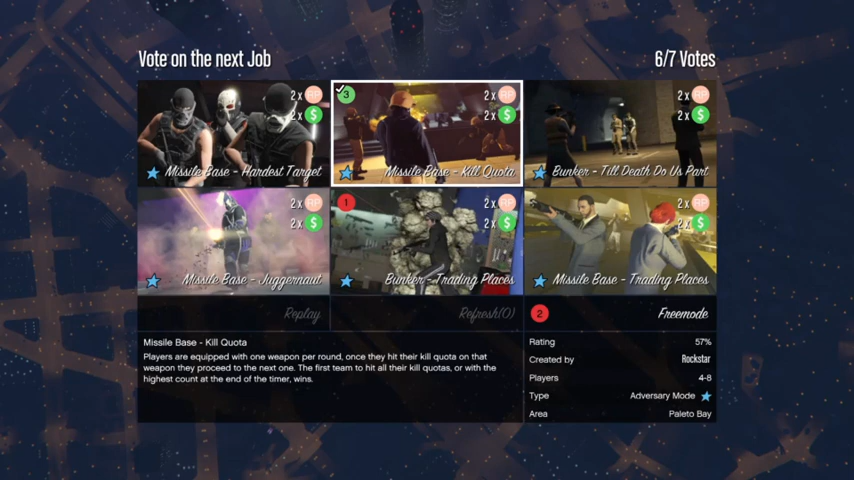 Vote on the next Job
6/7 Votes
2 x RP
2 x $
Missile Base - Hardest Target
3
2 x RP
2 x $
Missile Base - Kill Quota
2 x RP
2 x $
Bunker - Till Death Do Us Part
2 x RP
2 x $
Missile Base - Juggernaut
1
2 x RP
2 x $
Bunker - Trading Places
2 x RP
2 x $
Missile Base - Trading Places
Replay
Refresh(0)
2
Freemode
Missile Base - Kill Quota
Players are equipped with one weapon per round, once they hit their kill quota on that
weapon they proceed to the next one. The first team to hit all their kill quotas, or with the
highest count at the end of the timer, wins.
Rating 57%
Created by Rockstar
Players 4-8
Type Adversary Mode
Area Paleto Bay